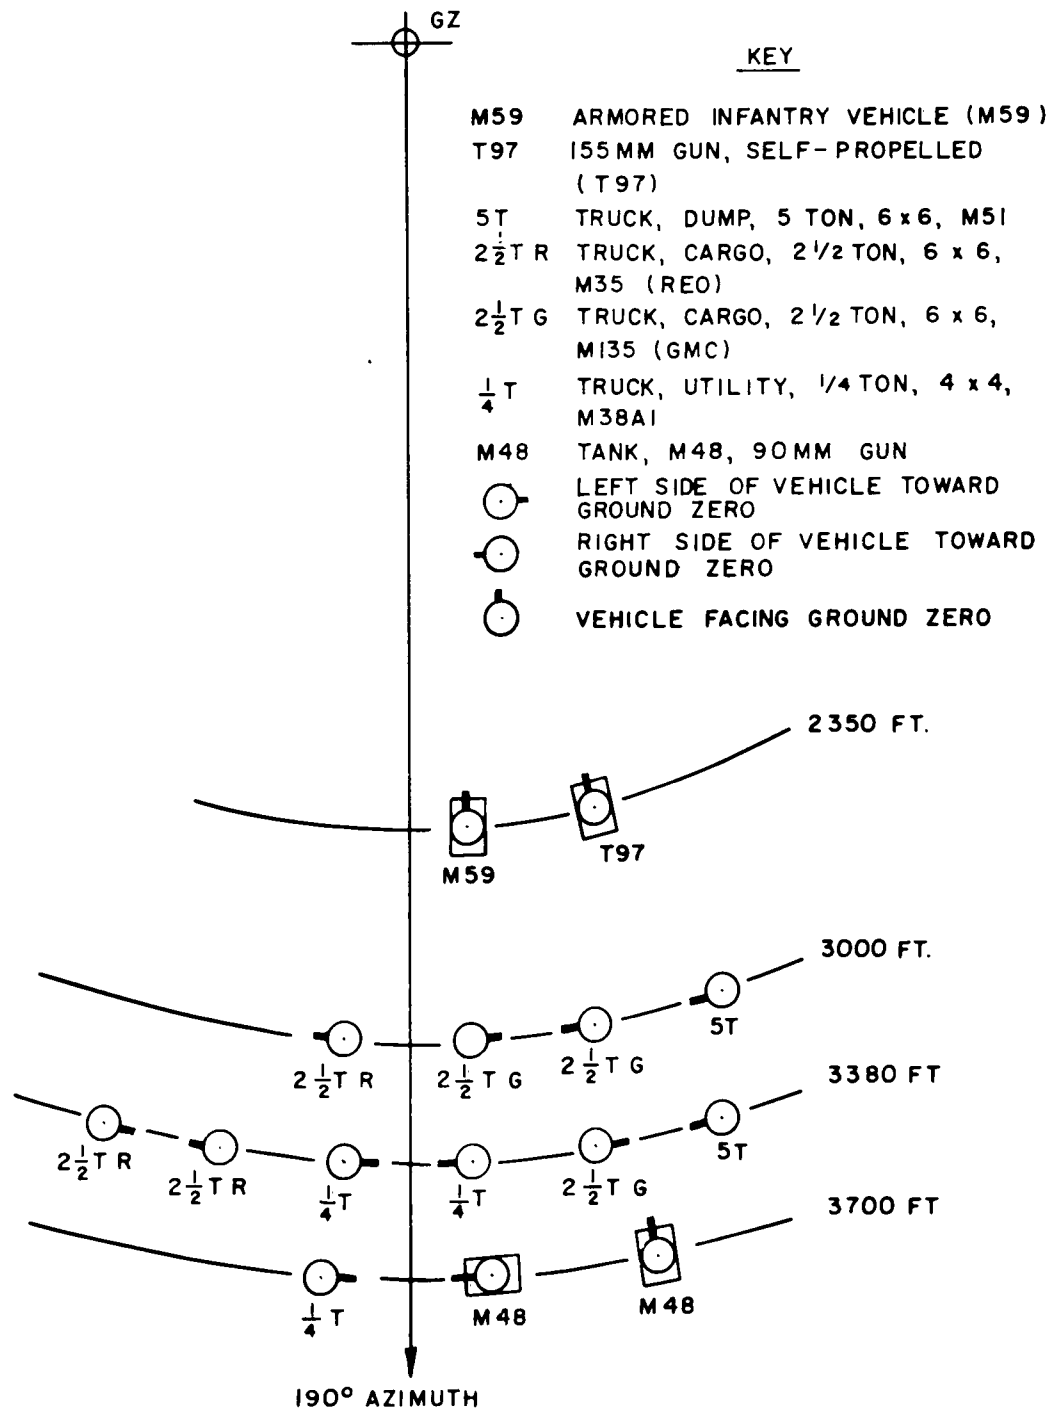 GZ
KEY
M59 ARMORED INFANTRY VEHICLE (M59)
T97 155MM GUN, SELF-PROPELLED
(T97)
5T TRUCK, DUMP, 5 TON, 6x6, M51
2½T R TRUCK, CARGO, 2 1/2 TON, 6 x 6,
M35 (REO)
2½T G TRUCK, CARGO, 2 1/2 TON, 6 x 6,
M135 (GMC)
¼T TRUCK, UTILITY, 1/4 TON, 4 x 4,
M38A1
M48 TANK, M48, 90MM GUN
LEFT SIDE OF VEHICLE TOWARD
GROUND ZERO
RIGHT SIDE OF VEHICLE TOWARD
GROUND ZERO
VEHICLE FACING GROUND ZERO
2350 FT.
T97
M59
3000 FT.
5T
2½T R
2½T G
2½T G
3380 FT
5T
2½T R
2½T R
¼T
¼T
2½T G
3700 FT
¼T
M48
M48
190° AZIMUTH